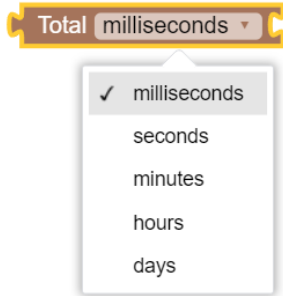 Total milliseconds
milliseconds
seconds
minutes
hours
days